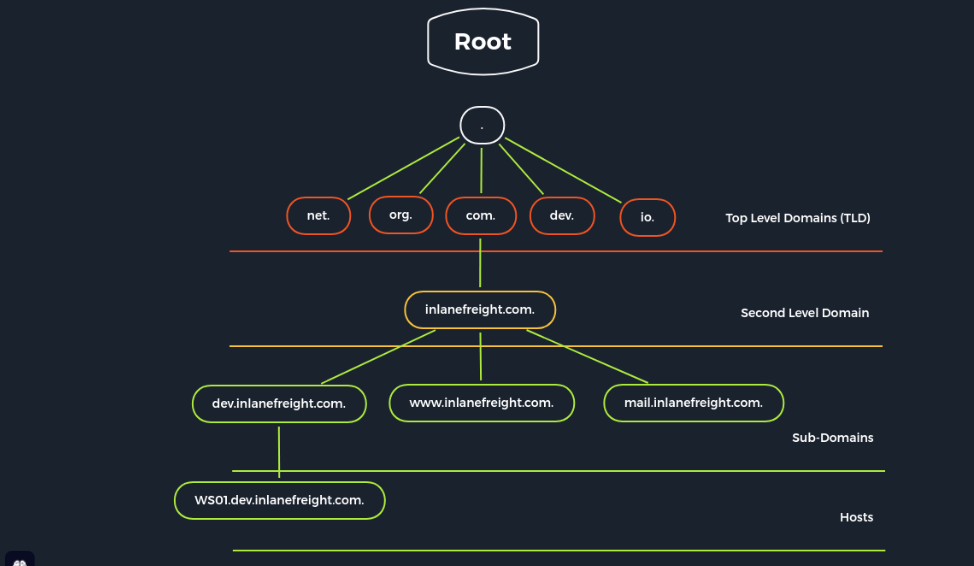 Root
.
net.
org.
com.
dev.
io.
Top Level Domains (TLD)
inlanefreight.com.
Second Level Domain
dev.inlanefreight.com.
www.inlanefreight.com.
mail.inlanefreight.com.
Sub-Domains
WS01.dev.inlanefreight.com.
Hosts